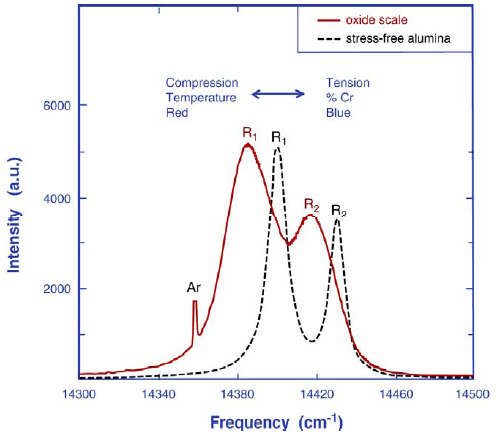 oxide scale
stress-free alumina
Compression
Temperature
Red
Tension
% Cr
Blue
6000
4000
2000
Intensity (a.u.)
R1
R1
R2
R2
Ar
14300
14340
14380
14420
14460
14500
Frequency (cm-1)